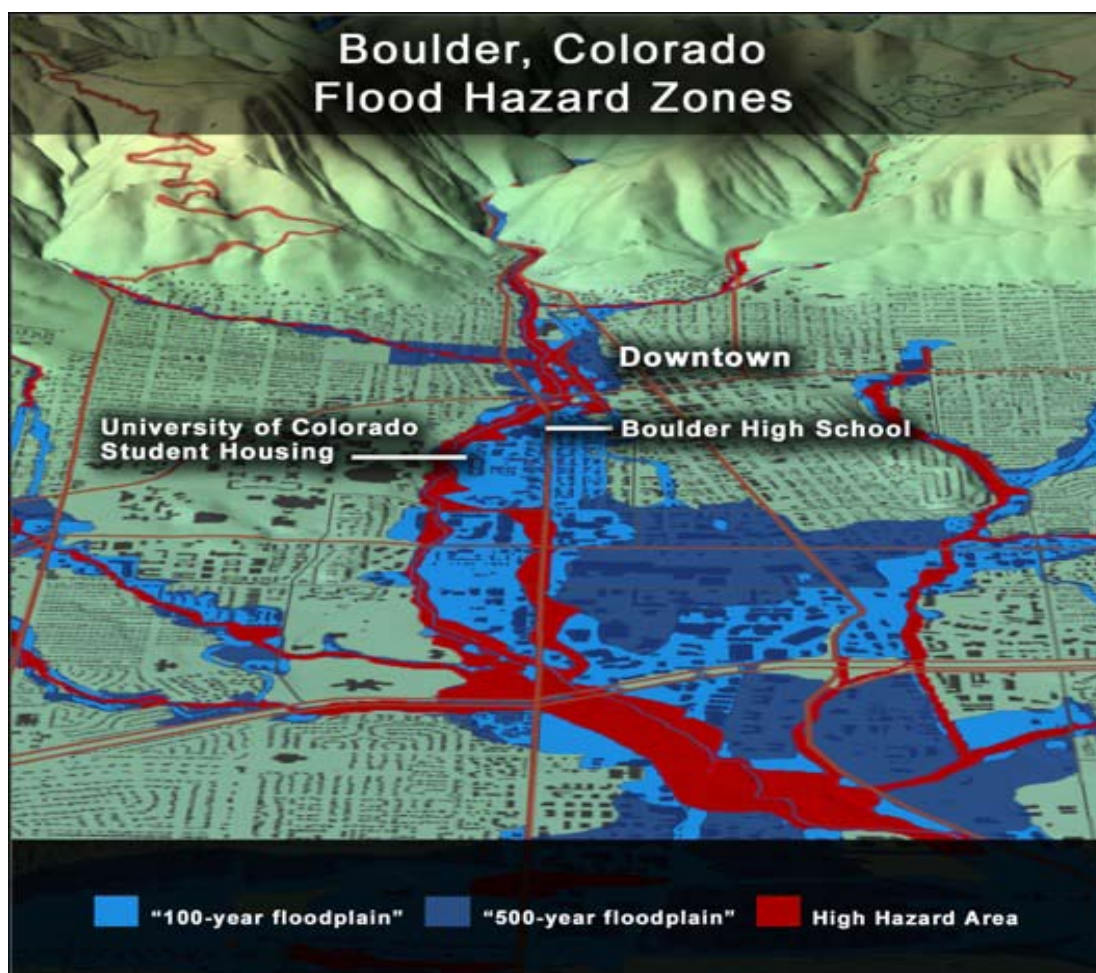 Boulder, Colorado
Flood Hazard Zones
Downtown
University of Colorado
Student Housing
Boulder High School
"100-year floodplain"
"500-year floodplain"
High Hazard Area